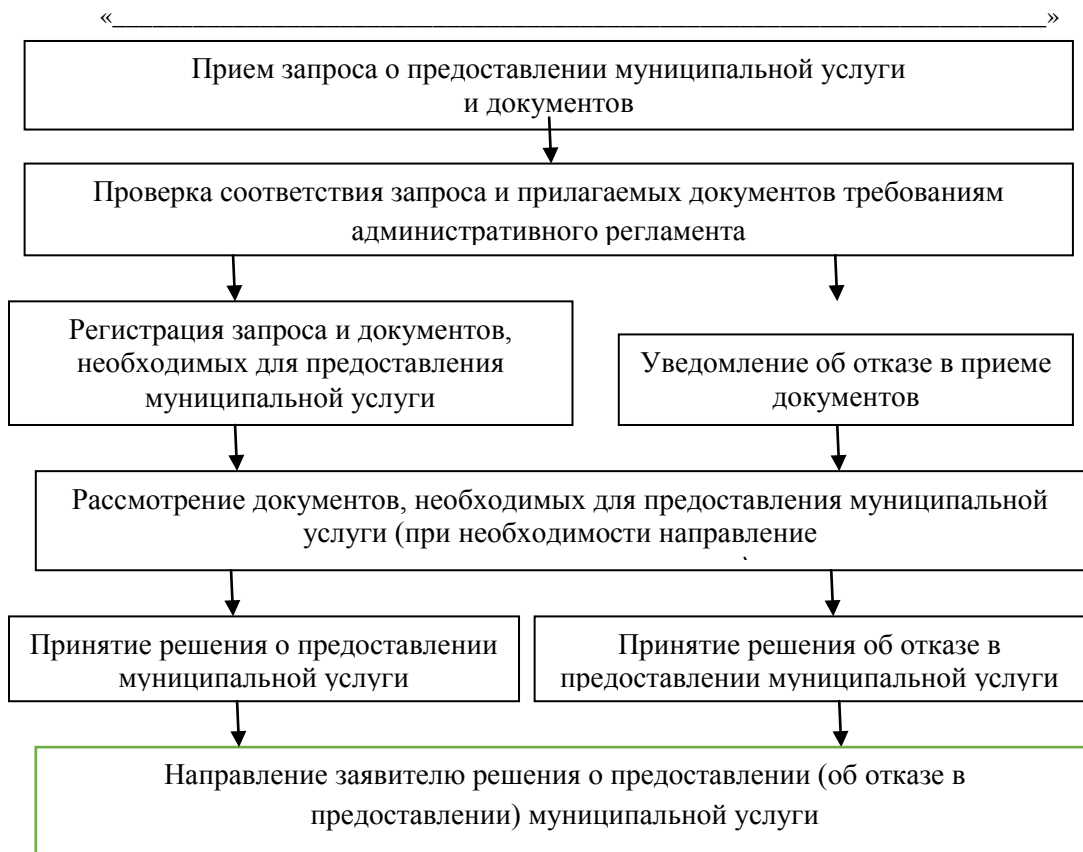 «______________________________________________________________________»
Прием запроса о предоставлении муниципальной услуги
и документов
Проверка соответствия запроса и прилагаемых документов требованиям
административного регламента
Регистрация запроса и документов,
необходимых для предоставления
муниципальной услуги
Уведомление об отказе в приеме
документов
Рассмотрение документов, необходимых для предоставления муниципальной
услуги (при необходимости направление
Принятие решения о предоставлении
муниципальной услуги
Принятие решения об отказе в
предоставлении муниципальной услуги
Направление заявителю решения о предоставлении (об отказе в
предоставлении) муниципальной услуги